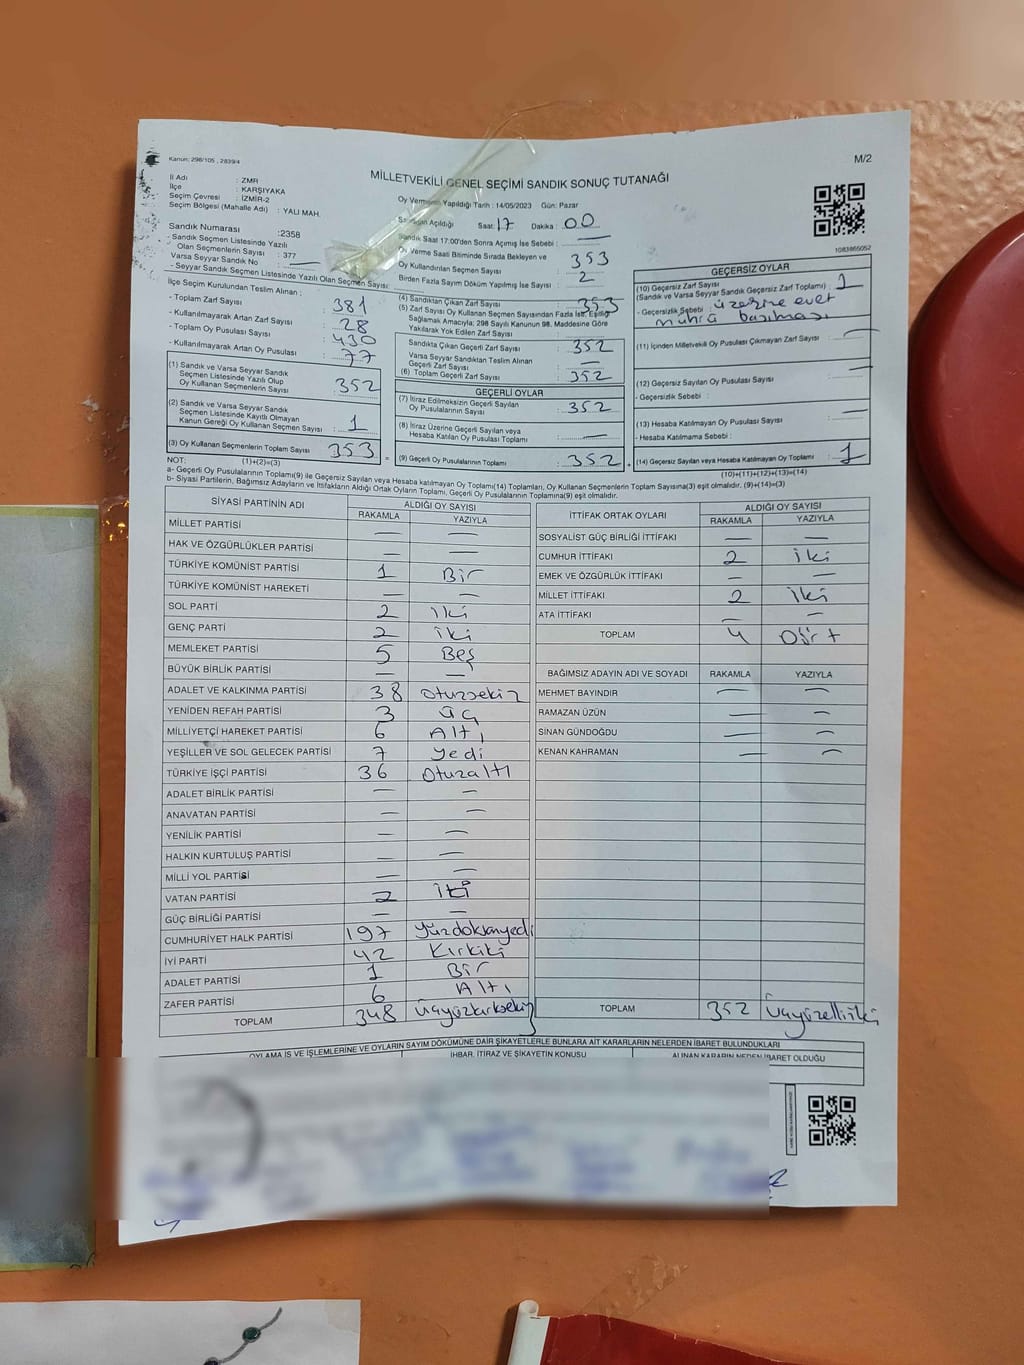 Kanun: 298/105 , 2839/4
M/2
MİLLETVEKİLİ GENEL SEÇİMİ SANDIK SONUÇ TUTANAĞI
İl Adı : ZMR
İlçe : KARŞIYAKA
Seçim Çevresi : İZMİR-2
Seçim Bölgesi (Mahalle Adı) : YALI MAH.
Sandık Numarası :2358
- Sandık Seçmen Listesinde Yazılı
Olan Seçmenlerin Sayısı : 377
Varsa Seyyar Sandık No :
- Seyyar Sandık Seçmen Listesinde Yazılı Olan Seçmen Sayısı:
İlçe Seçim Kurulundan Teslim Alınan ;
- Toplam Zarf Sayısı : 381
- Kullanılmayarak Artan Zarf Sayısı : 28
- Toplam Oy Pusulası Sayısı : 430
- Kullanılmayarak Artan Oy Pusulası : 77
(1) Sandık ve Varsa Seyyar Sandık
Seçmen Listesinde Yazılı Olup
Oy Kullanan Seçmenlerin Sayısı : 352
(2) Sandık ve Varsa Seyyar Sandık
Seçmen Listesinde Kayıtlı Olmayan
Kanun Gereği Oy Kullanan Seçmen Sayısı : 1
(3) Oy Kullanan Seçmenlerin Toplam Sayısı : 353
Oy Vermenin Yapıldığı Tarih : 14/05/2023 Gün: Pazar
Sandığın Açıldığı Saat: 17 Dakika : 00
Sandık Saat 17:00'den Sonra Açılmış İse Sebebi : —
Oy Verme Saati Bitiminde Sırada Bekleyen ve
Oy Kullandırılan Seçmen Sayısı : 353
Birden Fazla Sayım Döküm Yapılmış İse Sayısı : 2
(4) Sandıktan Çıkan Zarf Sayısı : 353
(5) Zarf Sayısı Oy Kullanan Seçmen Sayısından Fazla İse, Eşitliği
Sağlamak Amacıyla; 298 Sayılı Kanunun 98. Maddesine Göre
Yakılarak Yok Edilen Zarf Sayısı :
Sandıkta Çıkan Geçerli Zarf Sayısı : 352
Varsa Seyyar Sandıktan Teslim Alınan
Geçerli Zarf Sayısı : —
(6) Toplam Geçerli Zarf Sayısı : 352
GEÇERLİ OYLAR
(7) İtiraz Edilmeksizin Geçerli Sayılan
Oy Pusulalarının Sayısı : 352
(8) İtiraz Üzerine Geçerli Sayılan veya
Hesaba Katılan Oy Pusulası Toplamı : —
= (9) Geçerli Oy Pusulalarının Toplamı : 352 +
1083865052
GEÇERSİZ OYLAR
(10) Geçersiz Zarf Sayısı
(Sandık ve Varsa Seyyar Sandık Geçersiz Zarf Toplamı) : 1
- Geçersizlik Sebebi : üzerine evet
mührü basılması
(11) İçinden Milletvekili Oy Pusulası Çıkmayan Zarf Sayısı : —
(12) Geçersiz Sayılan Oy Pusulası Sayısı : —
- Geçersizlik Sebebi :
(13) Hesaba Katılmayan Oy Pusulası Sayısı : —
- Hesaba Katılmama Sebebi :
(14) Geçersiz Sayılan veya Hesaba Katılmayan Oy Toplamı : 1
NOT: (1)+(2)=(3)
(10)+(11)+(12)+(13)=(14)
a- Geçerli Oy Pusulalarının Toplamı(9) ile Geçersiz Sayılan veya Hesaba katılmayan Oy Toplamı(14) Toplamları, Oy Kullanan Seçmenlerin Toplam Sayısına(3) eşit olmalıdır. (9)+(14)=(3)
b- Siyasi Partilerin, Bağımsız Adayların ve İttifakların Aldığı Ortak Oyların Toplamı, Geçerli Oy Pusulalarının Toplamına(9) eşit olmalıdır.
SİYASİ PARTİNİN ADI ALDIĞI OY SAYISI
RAKAMLA YAZIYLA
MİLLET PARTİSİ — —
HAK VE ÖZGÜRLÜKLER PARTİSİ — —
TÜRKİYE KOMÜNİST PARTİSİ 1 Bir
TÜRKİYE KOMÜNİST HAREKETİ — —
SOL PARTİ 2 iki
GENÇ PARTİ 2 iki
MEMLEKET PARTİSİ 5 Beş
BÜYÜK BİRLİK PARTİSİ — —
ADALET VE KALKINMA PARTİSİ 38 otuzsekiz
YENİDEN REFAH PARTİSİ 3 üç
MİLLİYETÇİ HAREKET PARTİSİ 6 Altı
YEŞİLLER VE SOL GELECEK PARTİSİ 7 yedi
TÜRKİYE İŞÇİ PARTİSİ 36 otuzaltı
ADALET BİRLİK PARTİSİ — —
ANAVATAN PARTİSİ — —
YENİLİK PARTİSİ — —
HALKIN KURTULUŞ PARTİSİ — —
MİLLİ YOL PARTİSİ — —
VATAN PARTİSİ 2 iki
GÜÇ BİRLİĞİ PARTİSİ — —
CUMHURİYET HALK PARTİSİ 197 yüzdoksanyedi
İYİ PARTİ 42 Kırkiki
ADALET PARTİSİ 1 Bir
ZAFER PARTİSİ 6 Altı
TOPLAM 348 üçyüzkırksekiz
İTTİFAK ORTAK OYLARI ALDIĞI OY SAYISI
RAKAMLA YAZIYLA
SOSYALİST GÜÇ BİRLİĞİ İTTİFAKI — —
CUMHUR İTTİFAKI 2 iki
EMEK VE ÖZGÜRLÜK İTTİFAKI — —
MİLLET İTTİFAKI 2 iki
ATA İTTİFAKI — —
TOPLAM 4 Dört
BAĞIMSIZ ADAYIN ADI VE SOYADI RAKAMLA YAZIYLA
MEHMET BAYINDIR — —
RAMAZAN ÜZÜN — —
SİNAN GÜNDOĞDU — —
KENAN KAHRAMAN — —
TOPLAM 352 üçyüzelliiki
OYLAMA İŞ VE İŞLEMLERİNE VE OYLARIN SAYIM DÖKÜMÜNE DAİR ŞİKAYETLERLE BUNLARA AİT KARARLARIN NELERDEN İBARET BULUNDUKLARI
İHBAR, İTİRAZ VE ŞİKAYETİN KONUSU
ALINAN KARARIN NEDEN İBARET OLDUĞU